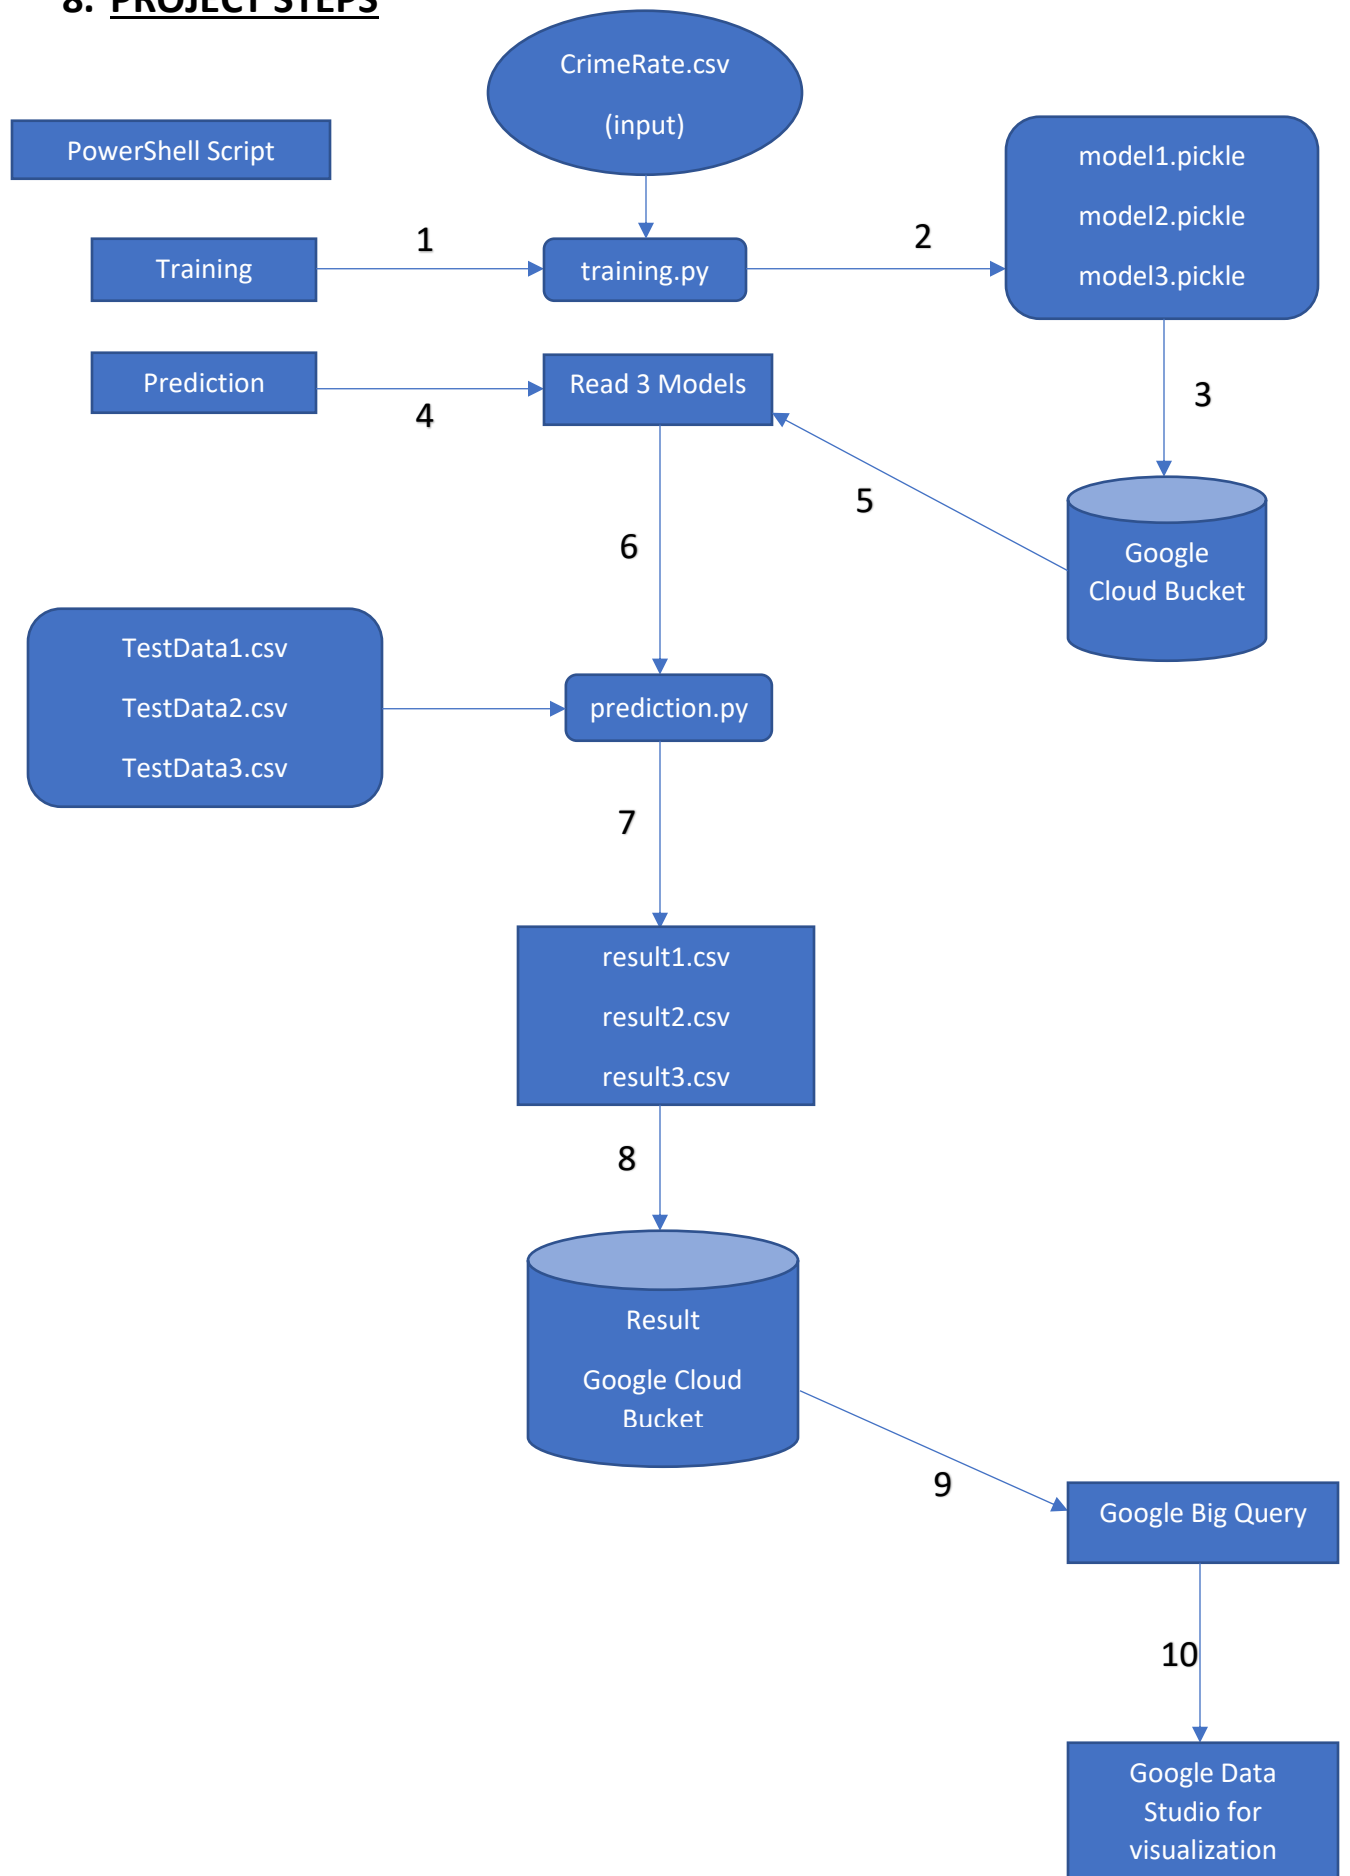 8. PROJECT STEPS
CrimeRate.csv
(input)
PowerShell Script
model1.pickle
model2.pickle
model3.pickle
Training
1
training.py
2
Prediction
4
Read 3 Models
3
5
Google
Cloud Bucket
6
TestData1.csv
TestData2.csv
TestData3.csv
prediction.py
7
result1.csv
result2.csv
result3.csv
8
Result
Google Cloud
Bucket
9
Google Big Query
10
Google Data
Studio for
visualization